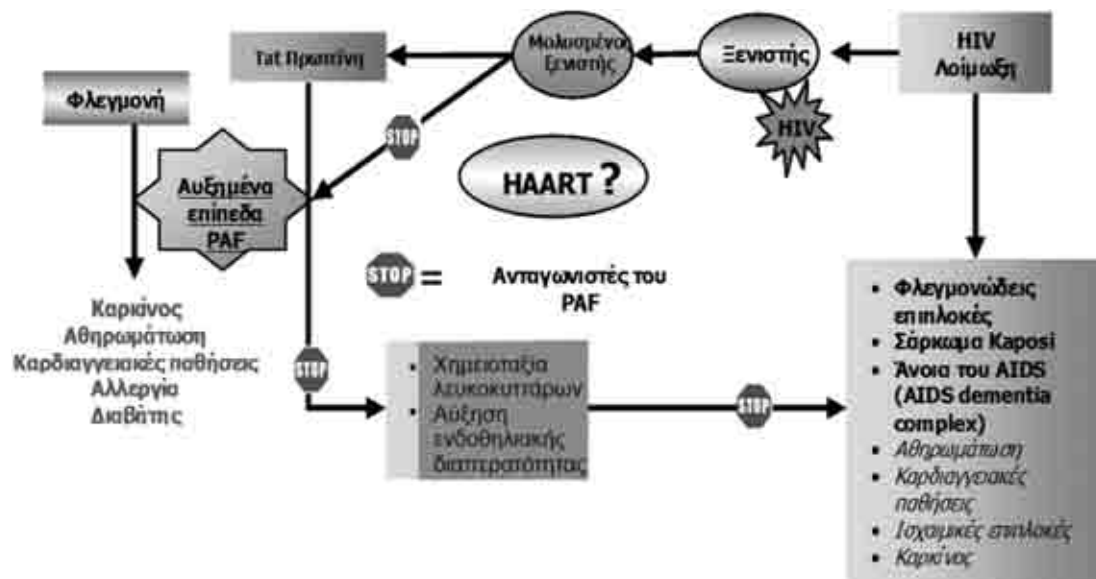 HIV
Λοίμωξη
Ξενιστής
HIV
Μολυσμένος
Ξενιστής
Tat Πρωτεΐνη
Φλεγμονή
STOP
Αυξημένα
επίπεδα
PAF
HAART ?
STOP = Ανταγωνιστές του
PAF
Καρκίνος
Αθηρωμάτωση
Καρδιαγγειακές παθήσεις
Αλλεργία
Διαβήτης
STOP
• Χημειοταξία
λευκοκυττάρων
• Αύξηση
ενδοθηλιακής
διαπερατότητας
STOP
• Φλεγμονώδεις
επιπλοκές
• Σάρκωμα Kaposi
• Άνοια του AIDS
(AIDS dementia
complex)
• Αθηρωμάτωση
• Καρδιαγγειακές
παθήσεις
• Ισχαιμικές επιπλοκές
• Καρκίνος